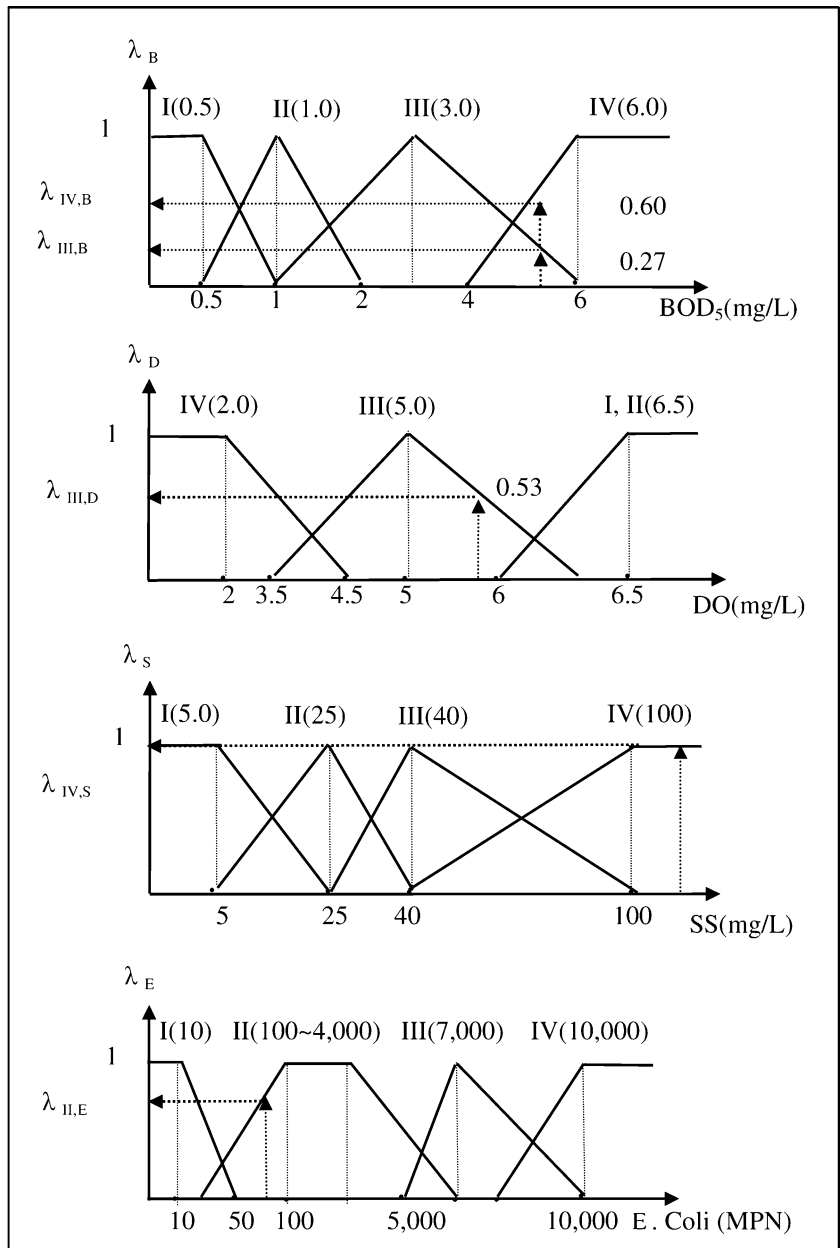 λ B
I(0.5) II(1.0) III(3.0) IV(6.0)
1
λ IV,B 0.60
λ III,B 0.27
0.5 1 2 4 6
BOD5(mg/L)
λ D
IV(2.0) III(5.0) I, II(6.5)
1
λ III,D 0.53
2 3.5 4.5 5 6 6.5
DO(mg/L)
λ S
I(5.0) II(25) III(40) IV(100)
1
λ IV,S
5 25 40 100 SS(mg/L)
λ E
I(10) II(100~4,000) III(7,000) IV(10,000)
1
λ II,E
10 50 100 5,000 10,000 E. Coli (MPN)